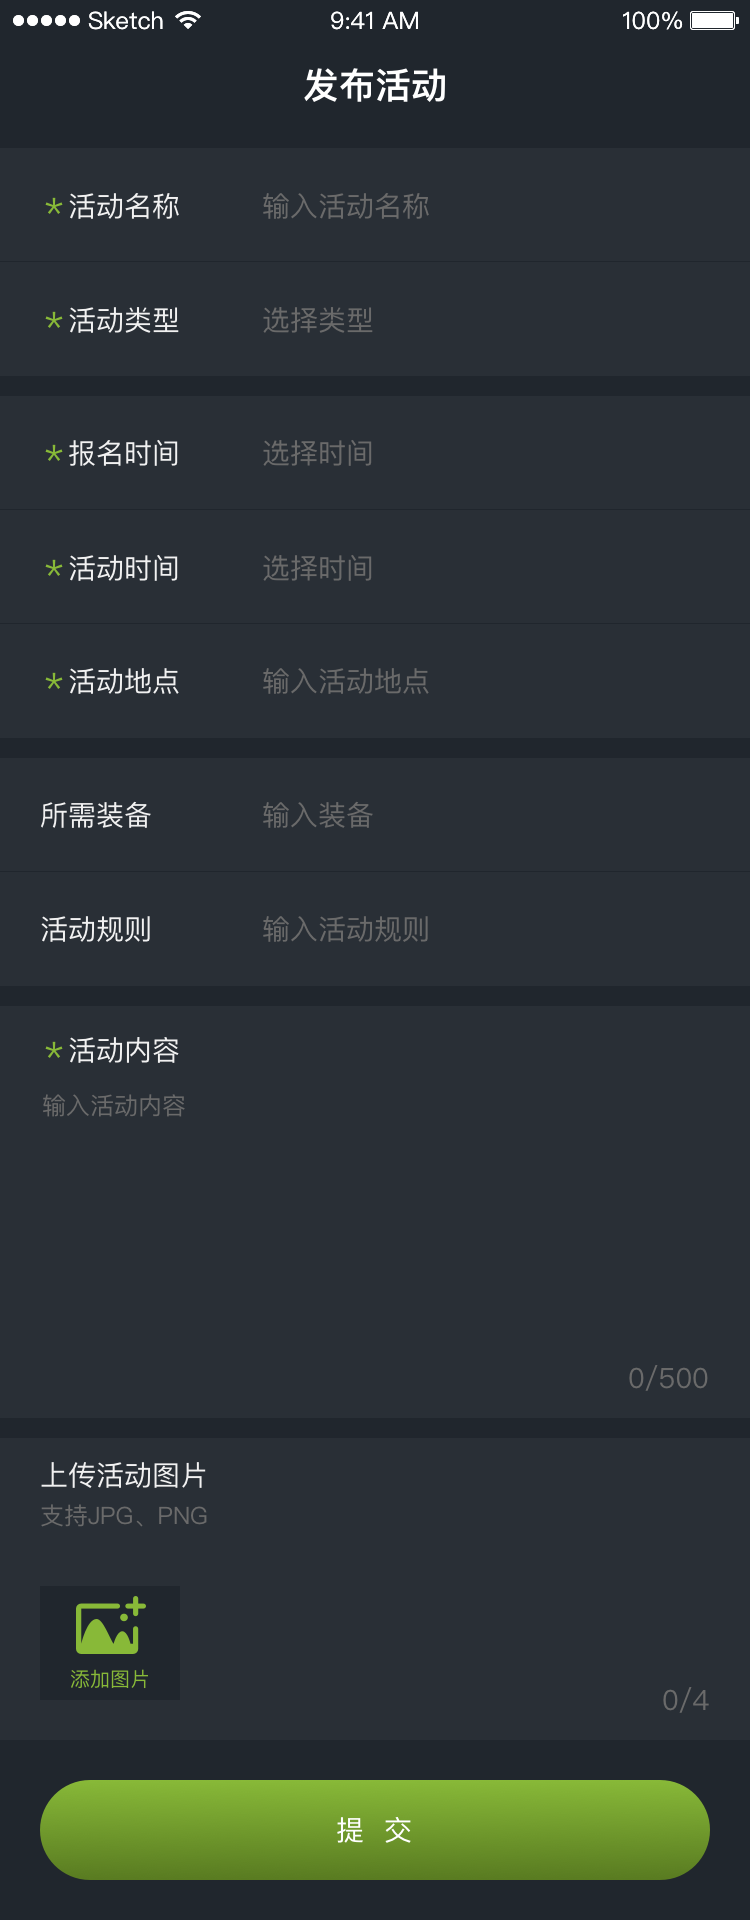 ●●●●● Sketch 9:41 AM 100%
发布活动
*活动名称 输入活动名称
*活动类型 选择类型
*报名时间 选择时间
*活动时间 选择时间
*活动地点 输入活动地点
所需装备 输入装备
活动规则 输入活动规则
*活动内容
输入活动内容
0/500
上传活动图片
支持JPG、PNG
添加图片
0/4
提 交